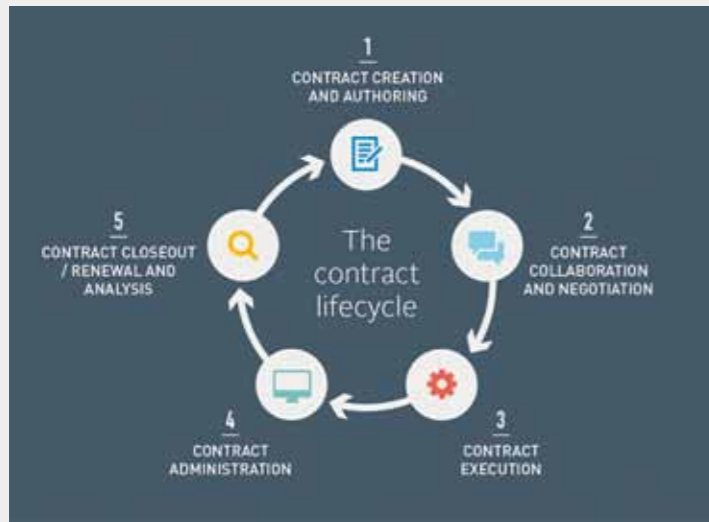 1
CONTRACT CREATION
AND AUTHORING
2
CONTRACT
COLLABORATION
AND NEGOTIATION
3
CONTRACT
EXECUTION
4
CONTRACT
ADMINISTRATION
5
CONTRACT CLOSEOUT
/ RENEWAL AND
ANALYSIS
The
contract
lifecycle